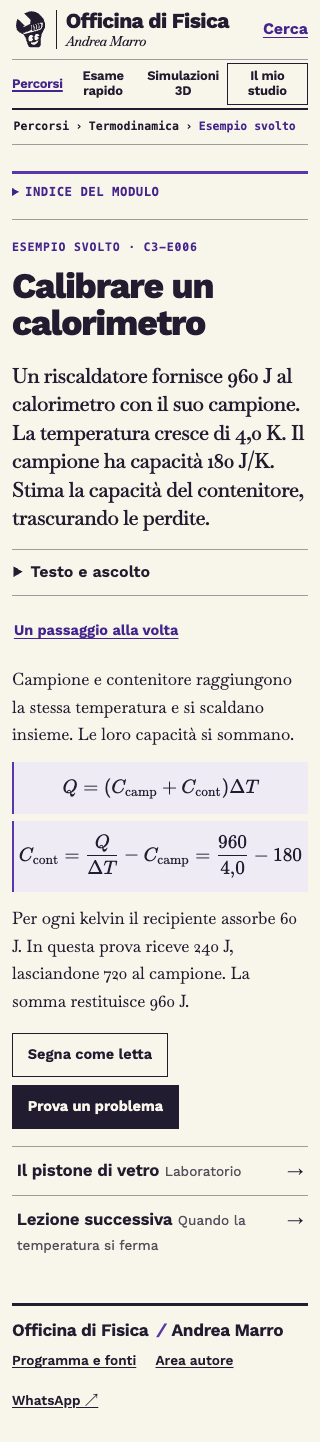 Officina di Fisica
Andrea Marro
Cerca
Percorsi
Esame rapido
Simulazioni 3D
Il mio studio
Percorsi › Termodinamica › Esempio svolto
▶ INDICE DEL MODULO
ESEMPIO SVOLTO · C3–E006
Calibrare un
calorimetro
Un riscaldatore fornisce 960 J al
calorimetro con il suo campione.
La temperatura cresce di 4,0 K. Il
campione ha capacità 180 J/K.
Stima la capacità del contenitore,
trascurando le perdite.
▶ Testo e ascolto
Un passaggio alla volta
Campione e contenitore raggiungono
la stessa temperatura e si scaldano
insieme. Le loro capacità si sommano.
Q = (C_camp + C_cont)ΔT
C_cont = Q/ΔT − C_camp = 960/4,0 − 180
Per ogni kelvin il recipiente assorbe 60
J. In questa prova riceve 240 J,
lasciandone 720 al campione. La
somma restituisce 960 J.
Segna come letta
Prova un problema
Il pistone di vetro Laboratorio →
Lezione successiva Quando la →
temperatura si ferma
Officina di Fisica / Andrea Marro
Programma e fonti Area autore
WhatsApp ↗